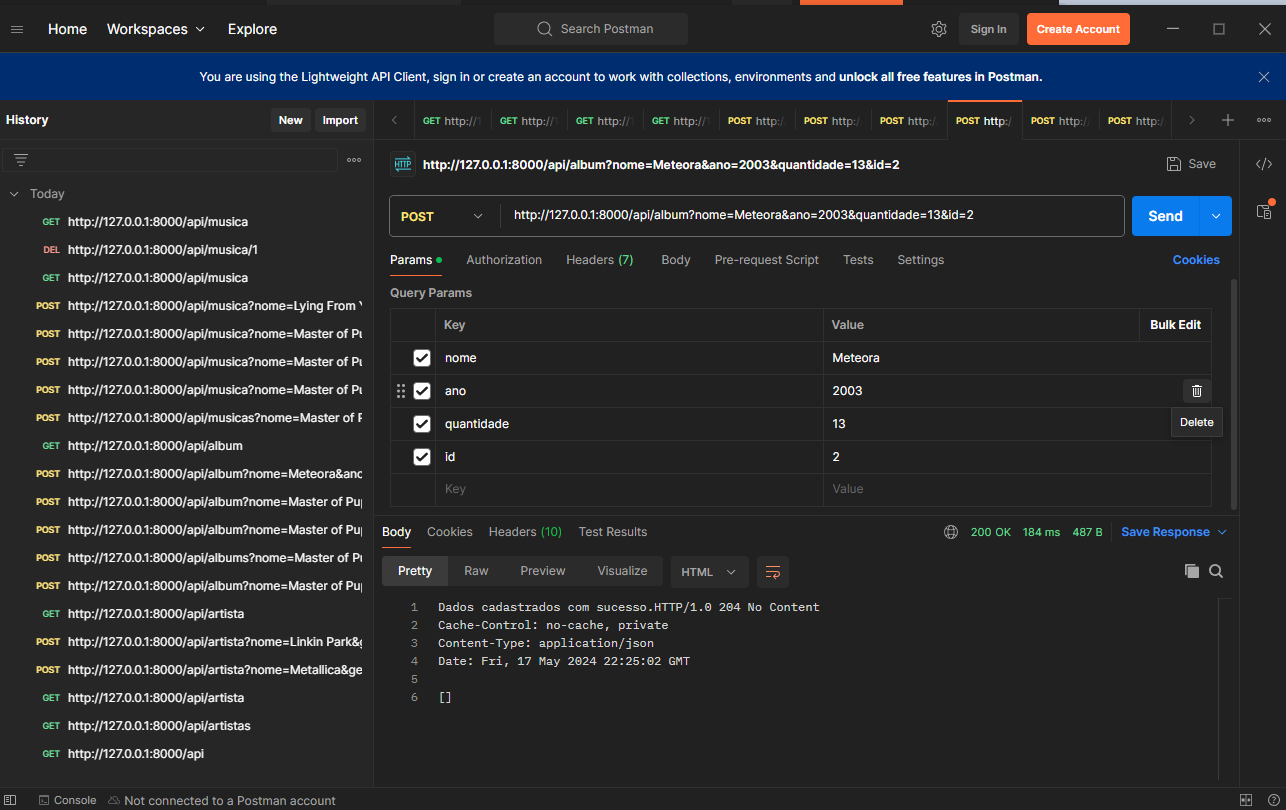 Home Workspaces Explore Search Postman Sign In Create Account
You are using the Lightweight API Client, sign in or create an account to work with collections, environments and unlock all free features in Postman.
History New Import
GET http://1 GET http://1 GET http://1 GET http://1 POST http:/ POST http:/ POST http:/ POST http:/ POST http:/ POST http:/
http://127.0.0.1:8000/api/album?nome=Meteora&ano=2003&quantidade=13&id=2 Save
POST http://127.0.0.1:8000/api/album?nome=Meteora&ano=2003&quantidade=13&id=2 Send
Params Authorization Headers (7) Body Pre-request Script Tests Settings Cookies
Query Params
Key Value Bulk Edit
nome Meteora
ano 2003
quantidade 13
Delete
id 2
Key Value
Today
GET http://127.0.0.1:8000/api/musica
DEL http://127.0.0.1:8000/api/musica/1
GET http://127.0.0.1:8000/api/musica
POST http://127.0.0.1:8000/api/musica?nome=Lying From Y
POST http://127.0.0.1:8000/api/musica?nome=Master of Pu
POST http://127.0.0.1:8000/api/musica?nome=Master of Pu
POST http://127.0.0.1:8000/api/musica?nome=Master of Pu
POST http://127.0.0.1:8000/api/musicas?nome=Master of P
GET http://127.0.0.1:8000/api/album
POST http://127.0.0.1:8000/api/album?nome=Meteora&ano
POST http://127.0.0.1:8000/api/album?nome=Master of Pup
POST http://127.0.0.1:8000/api/album?nome=Master of Pup
POST http://127.0.0.1:8000/api/albums?nome=Master of Pu
POST http://127.0.0.1:8000/api/album?nome=Master of Pup
GET http://127.0.0.1:8000/api/artista
POST http://127.0.0.1:8000/api/artista?nome=Linkin Park&g
POST http://127.0.0.1:8000/api/artista?nome=Metallica&ge
GET http://127.0.0.1:8000/api/artista
GET http://127.0.0.1:8000/api/artistas
GET http://127.0.0.1:8000/api
Body Cookies Headers (10) Test Results 200 OK 184 ms 487 B Save Response
Pretty Raw Preview Visualize HTML
1 Dados cadastrados com sucesso.HTTP/1.0 204 No Content
2 Cache-Control: no-cache, private
3 Content-Type: application/json
4 Date: Fri, 17 May 2024 22:25:02 GMT
5
6 []
Console Not connected to a Postman account